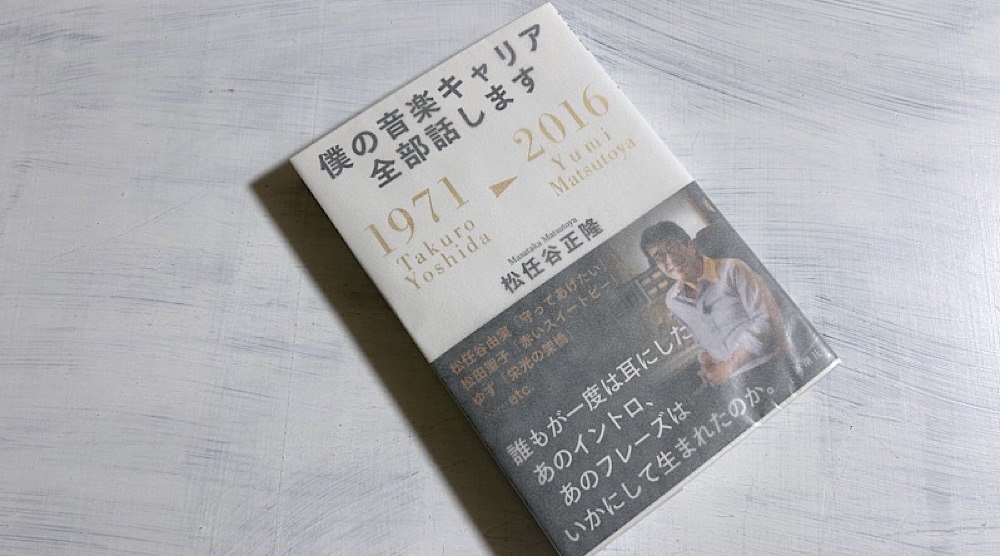 僕の音楽キャリア
全部話します
1971
Takuro
Yoshida
2016
Yumi
Matsutoya
Masataka Matsutoya
松任谷正隆
松任谷由実〈守ってあげたい〉
松田聖子〈赤いスイートピー〉
ゆず〈栄光の架橋〉
etc.
誰もが一度は耳にした
あのイントロ、
あのフレーズは
いかにして生まれたのか。